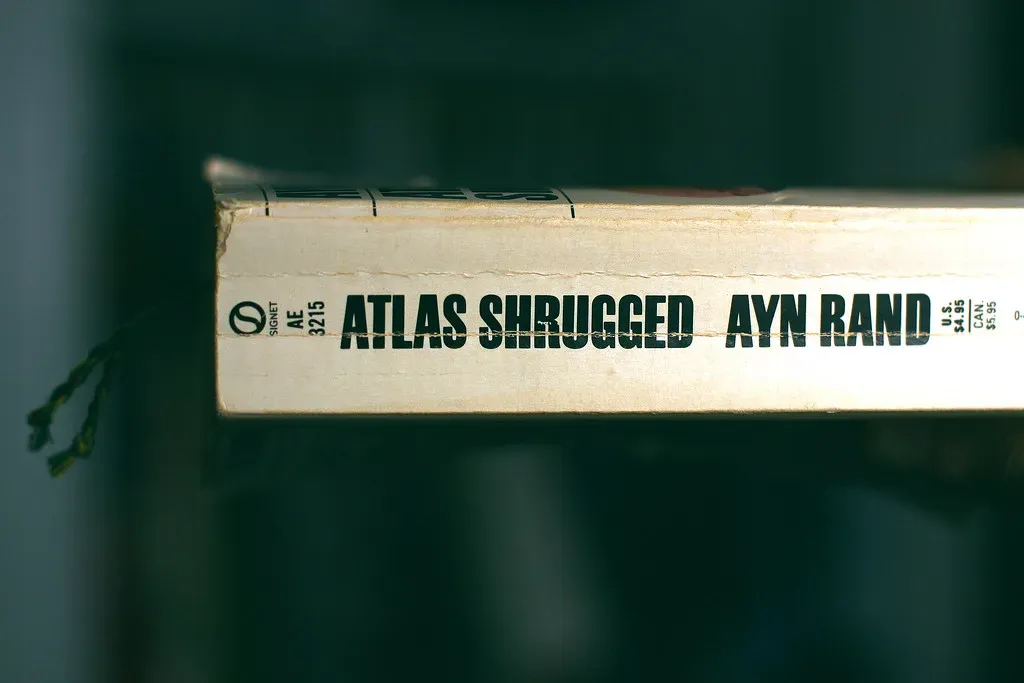 SIGNET
AE
3215
ATLAS SHRUGGED AYN RAND
U.S.
$4.95
CAN.
$5.95